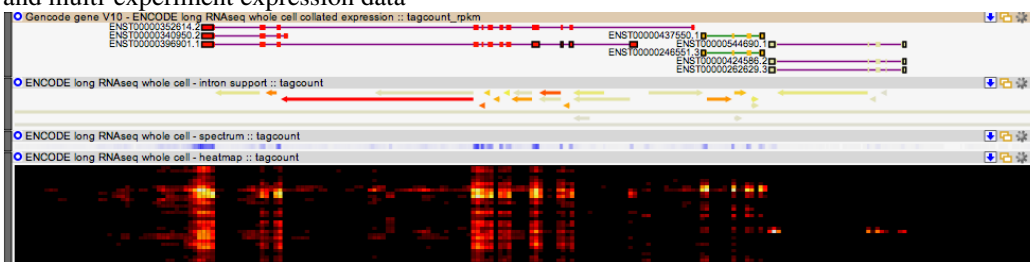 and multi-experiment expression data
Gencode gene V10 - ENCODE long RNAseq whole cell collated expression :: tagcount_rpkm
ENST00000352614.2
ENST00000340950.2
ENST00000396901.1
ENST00000437550.1
ENST00000544690.1
ENST00000246551.3
ENST00000424586.2
ENST00000262629.3
ENCODE long RNAseq whole cell - intron support :: tagcount
ENCODE long RNAseq whole cell - spectrum :: tagcount
ENCODE long RNAseq whole cell - heatmap :: tagcount